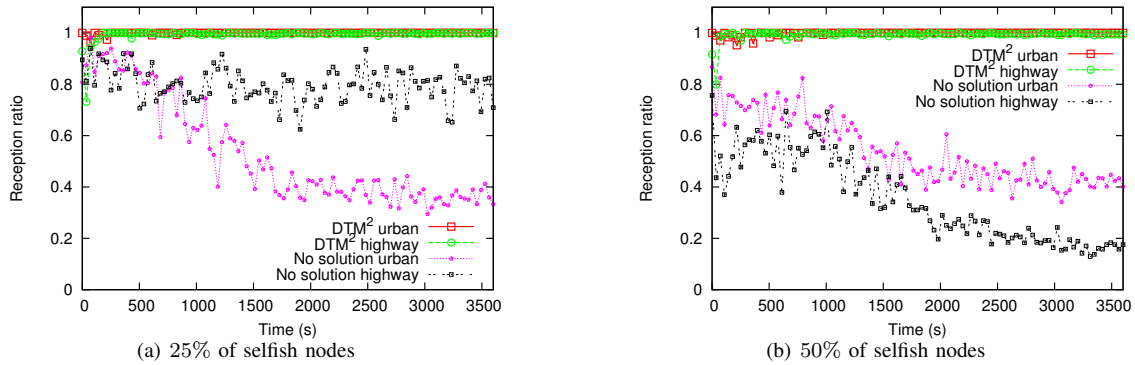 1
0.8
0.6
0.4
0.2
0
Reception ratio
DTM² urban
DTM² highway
No solution urban
No solution highway
0 500 1000 1500 2000 2500 3000 3500
Time (s)
(a) 25% of selfish nodes
1
0.8
0.6
0.4
0.2
0
Reception ratio
DTM² urban
DTM² highway
No solution urban
No solution highway
0 500 1000 1500 2000 2500 3000 3500
Time (s)
(b) 50% of selfish nodes